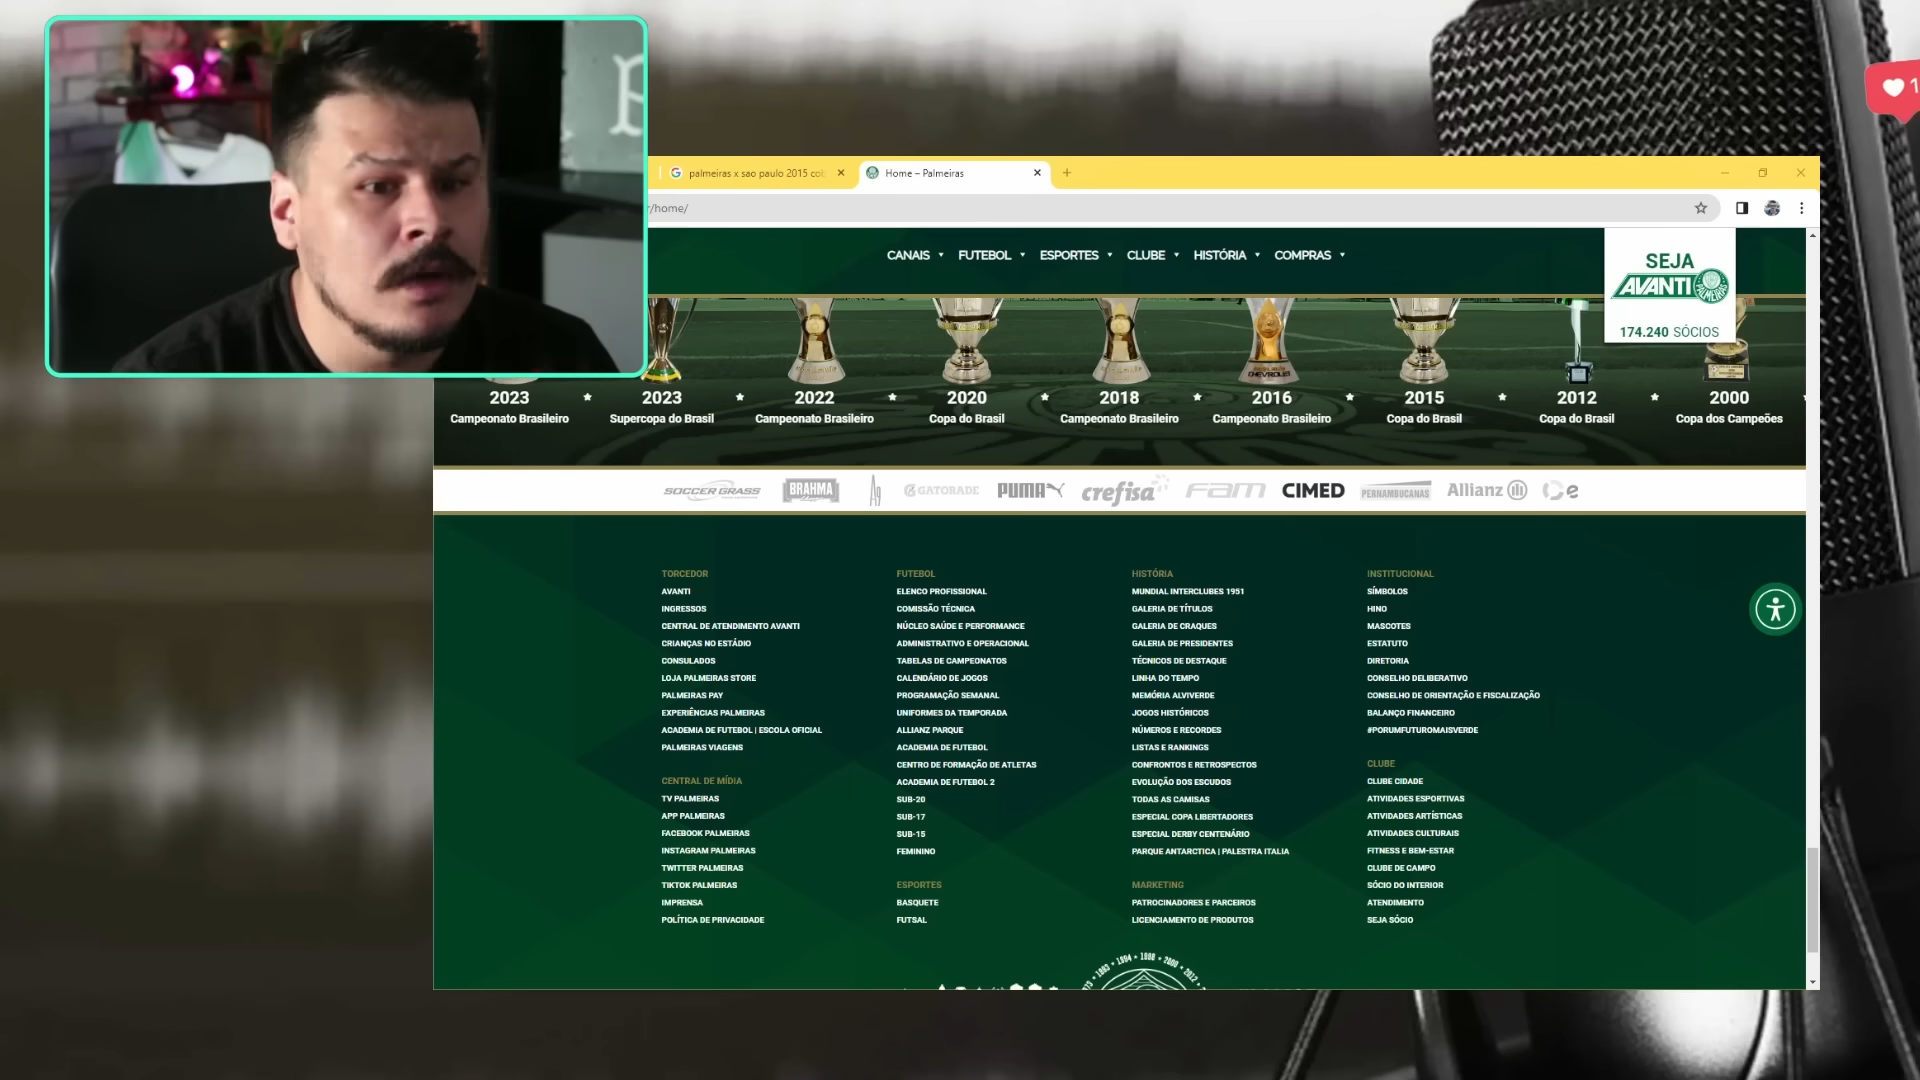 palmeiras x sao paulo 2015 co
Home – Palmeiras
/home/
1
CANAIS
FUTEBOL
ESPORTES
CLUBE
HISTÓRIA
COMPRAS
SEJA
AVANTI
PALMEIRAS
174.240 SÓCIOS
CHEVROLET
2023
Campeonato Brasileiro
2023
Supercopa do Brasil
2022
Campeonato Brasileiro
2020
Copa do Brasil
2018
Campeonato Brasileiro
2016
Campeonato Brasileiro
2015
Copa do Brasil
2012
Copa do Brasil
2000
Copa dos Campeões
SOCCER GRASS
BRAHMA
GATORADE
PUMA
crefisa
Fam
CIMED
PERNAMBUCANAS
Allianz
TORCEDOR
AVANTI
INGRESSOS
CENTRAL DE ATENDIMENTO AVANTI
CRIANÇAS NO ESTÁDIO
CONSULADOS
LOJA PALMEIRAS STORE
PALMEIRAS PAY
EXPERIÊNCIAS PALMEIRAS
ACADEMIA DE FUTEBOL | ESCOLA OFICIAL
PALMEIRAS VIAGENS
CENTRAL DE MÍDIA
TV PALMEIRAS
APP PALMEIRAS
FACEBOOK PALMEIRAS
INSTAGRAM PALMEIRAS
TWITTER PALMEIRAS
TIKTOK PALMEIRAS
IMPRENSA
POLÍTICA DE PRIVACIDADE
FUTEBOL
ELENCO PROFISSIONAL
COMISSÃO TÉCNICA
NÚCLEO SAÚDE E PERFORMANCE
ADMINISTRATIVO E OPERACIONAL
TABELAS DE CAMPEONATOS
CALENDÁRIO DE JOGOS
PROGRAMAÇÃO SEMANAL
UNIFORMES DA TEMPORADA
ALLIANZ PARQUE
ACADEMIA DE FUTEBOL
CENTRO DE FORMAÇÃO DE ATLETAS
ACADEMIA DE FUTEBOL 2
SUB-20
SUB-17
SUB-15
FEMININO
ESPORTES
BASQUETE
FUTSAL
HISTÓRIA
MUNDIAL INTERCLUBES 1951
GALERIA DE TÍTULOS
GALERIA DE CRAQUES
GALERIA DE PRESIDENTES
TÉCNICOS DE DESTAQUE
LINHA DO TEMPO
MEMÓRIA ALVIVERDE
JOGOS HISTÓRICOS
NÚMEROS E RECORDES
LISTAS E RANKINGS
CONFRONTOS E RETROSPECTOS
EVOLUÇÃO DOS ESCUDOS
TODAS AS CAMISAS
ESPECIAL COPA LIBERTADORES
ESPECIAL DERBY CENTENÁRIO
PARQUE ANTARCTICA | PALESTRA ITALIA
MARKETING
PATROCINADORES E PARCEIROS
LICENCIAMENTO DE PRODUTOS
INSTITUCIONAL
SÍMBOLOS
HINO
MASCOTES
ESTATUTO
DIRETORIA
CONSELHO DELIBERATIVO
CONSELHO DE ORIENTAÇÃO E FISCALIZAÇÃO
BALANÇO FINANCEIRO
#PORUMFUTUROMAISVERDE
CLUBE
CLUBE CIDADE
ATIVIDADES ESPORTIVAS
ATIVIDADES ARTÍSTICAS
ATIVIDADES CULTURAIS
FITNESS E BEM-ESTAR
CLUBE DE CAMPO
SÓCIO DO INTERIOR
ATENDIMENTO
SEJA SÓCIO
1993 * 1994 * 1998 * 2000 * 2012